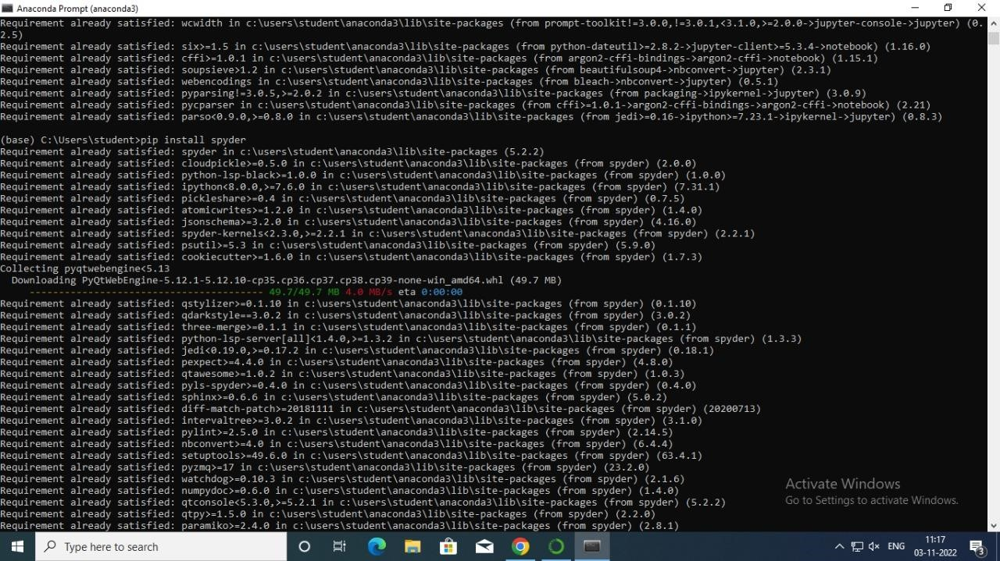 Anaconda Prompt (anaconda3)
Requirement already satisfied: wcwidth in c:\users\student\anaconda3\lib\site-packages (from prompt-toolkit!=3.0.0,!=3.0.1,<3.1.0,>=2.0.0->jupyter-console->jupyter) (0.
2.5)
Requirement already satisfied: six>=1.5 in c:\users\student\anaconda3\lib\site-packages (from python-dateutil>=2.8.2->jupyter-client>=5.3.4->notebook) (1.16.0)
Requirement already satisfied: cffi>=1.0.1 in c:\users\student\anaconda3\lib\site-packages (from argon2-cffi-bindings->argon2-cffi->notebook) (1.15.1)
Requirement already satisfied: soupsieve>1.2 in c:\users\student\anaconda3\lib\site-packages (from beautifulsoup4->nbconvert->jupyter) (2.3.1)
Requirement already satisfied: webencodings in c:\users\student\anaconda3\lib\site-packages (from bleach->nbconvert->jupyter) (0.5.1)
Requirement already satisfied: pyparsing!=3.0.5,>=2.0.2 in c:\users\student\anaconda3\lib\site-packages (from packaging->ipykernel->jupyter) (3.0.9)
Requirement already satisfied: pycparser in c:\users\student\anaconda3\lib\site-packages (from cffi>=1.0.1->argon2-cffi-bindings->argon2-cffi->notebook) (2.21)
Requirement already satisfied: parso<0.9.0,>=0.8.0 in c:\users\student\anaconda3\lib\site-packages (from jedi>=0.16->ipython>=7.23.1->ipykernel->jupyter) (0.8.3)
(base) C:\Users\student>pip install spyder
Requirement already satisfied: spyder in c:\users\student\anaconda3\lib\site-packages (5.2.2)
Requirement already satisfied: cloudpickle>=0.5.0 in c:\users\student\anaconda3\lib\site-packages (from spyder) (2.0.0)
Requirement already satisfied: python-lsp-black>=1.0.0 in c:\users\student\anaconda3\lib\site-packages (from spyder) (1.0.0)
Requirement already satisfied: ipython<8.0.0,>=7.6.0 in c:\users\student\anaconda3\lib\site-packages (from spyder) (7.31.1)
Requirement already satisfied: pickleshare>=0.4 in c:\users\student\anaconda3\lib\site-packages (from spyder) (0.7.5)
Requirement already satisfied: atomicwrites>=1.2.0 in c:\users\student\anaconda3\lib\site-packages (from spyder) (1.4.0)
Requirement already satisfied: jsonschema>=3.2.0 in c:\users\student\anaconda3\lib\site-packages (from spyder) (4.16.0)
Requirement already satisfied: spyder-kernels<2.3.0,>=2.2.1 in c:\users\student\anaconda3\lib\site-packages (from spyder) (2.2.1)
Requirement already satisfied: psutil>=5.3 in c:\users\student\anaconda3\lib\site-packages (from spyder) (5.9.0)
Requirement already satisfied: cookiecutter>=1.6.0 in c:\users\student\anaconda3\lib\site-packages (from spyder) (1.7.3)
Collecting pyqtwebengine<5.13
Downloading PyQtWebEngine-5.12.1-5.12.10-cp35.cp36.cp37.cp38.cp39-none-win_amd64.whl (49.7 MB)
---------------------------------------- 49.7/49.7 MB 4.0 MB/s eta 0:00:00
Requirement already satisfied: qstylizer>=0.1.10 in c:\users\student\anaconda3\lib\site-packages (from spyder) (0.1.10)
Requirement already satisfied: qdarkstyle==3.0.2 in c:\users\student\anaconda3\lib\site-packages (from spyder) (3.0.2)
Requirement already satisfied: three-merge>=0.1.1 in c:\users\student\anaconda3\lib\site-packages (from spyder) (0.1.1)
Requirement already satisfied: python-lsp-server[all]<1.4.0,>=1.3.2 in c:\users\student\anaconda3\lib\site-packages (from spyder) (1.3.3)
Requirement already satisfied: jedi<0.19.0,>=0.17.2 in c:\users\student\anaconda3\lib\site-packages (from spyder) (0.18.1)
Requirement already satisfied: pexpect>=4.4.0 in c:\users\student\anaconda3\lib\site-packages (from spyder) (4.8.0)
Requirement already satisfied: qtawesome>=1.0.2 in c:\users\student\anaconda3\lib\site-packages (from spyder) (1.0.3)
Requirement already satisfied: pyls-spyder>=0.4.0 in c:\users\student\anaconda3\lib\site-packages (from spyder) (0.4.0)
Requirement already satisfied: sphinx>=0.6.6 in c:\users\student\anaconda3\lib\site-packages (from spyder) (5.0.2)
Requirement already satisfied: diff-match-patch>=20181111 in c:\users\student\anaconda3\lib\site-packages (from spyder) (20200713)
Requirement already satisfied: intervaltree>=3.0.2 in c:\users\student\anaconda3\lib\site-packages (from spyder) (3.1.0)
Requirement already satisfied: pylint>=2.5.0 in c:\users\student\anaconda3\lib\site-packages (from spyder) (2.14.5)
Requirement already satisfied: nbconvert>=4.0 in c:\users\student\anaconda3\lib\site-packages (from spyder) (6.4.4)
Requirement already satisfied: setuptools>=49.6.0 in c:\users\student\anaconda3\lib\site-packages (from spyder) (63.4.1)
Requirement already satisfied: pyzmq>=17 in c:\users\student\anaconda3\lib\site-packages (from spyder) (23.2.0)
Requirement already satisfied: watchdog>=0.10.3 in c:\users\student\anaconda3\lib\site-packages (from spyder) (2.1.6)
Requirement already satisfied: numpydoc>=0.6.0 in c:\users\student\anaconda3\lib\site-packages (from spyder) (1.4.0)
Requirement already satisfied: qtconsole<5.3.0,>=5.2.1 in c:\users\student\anaconda3\lib\site-packages (from spyder) (5.2.2)
Requirement already satisfied: qtpy>=1.5.0 in c:\users\student\anaconda3\lib\site-packages (from spyder) (2.2.0)
Requirement already satisfied: paramiko>=2.4.0 in c:\users\student\anaconda3\lib\site-packages (from spyder) (2.8.1)
Activate Windows
Go to Settings to activate Windows.
Type here to search
ENG
11:17
03-11-2022
3